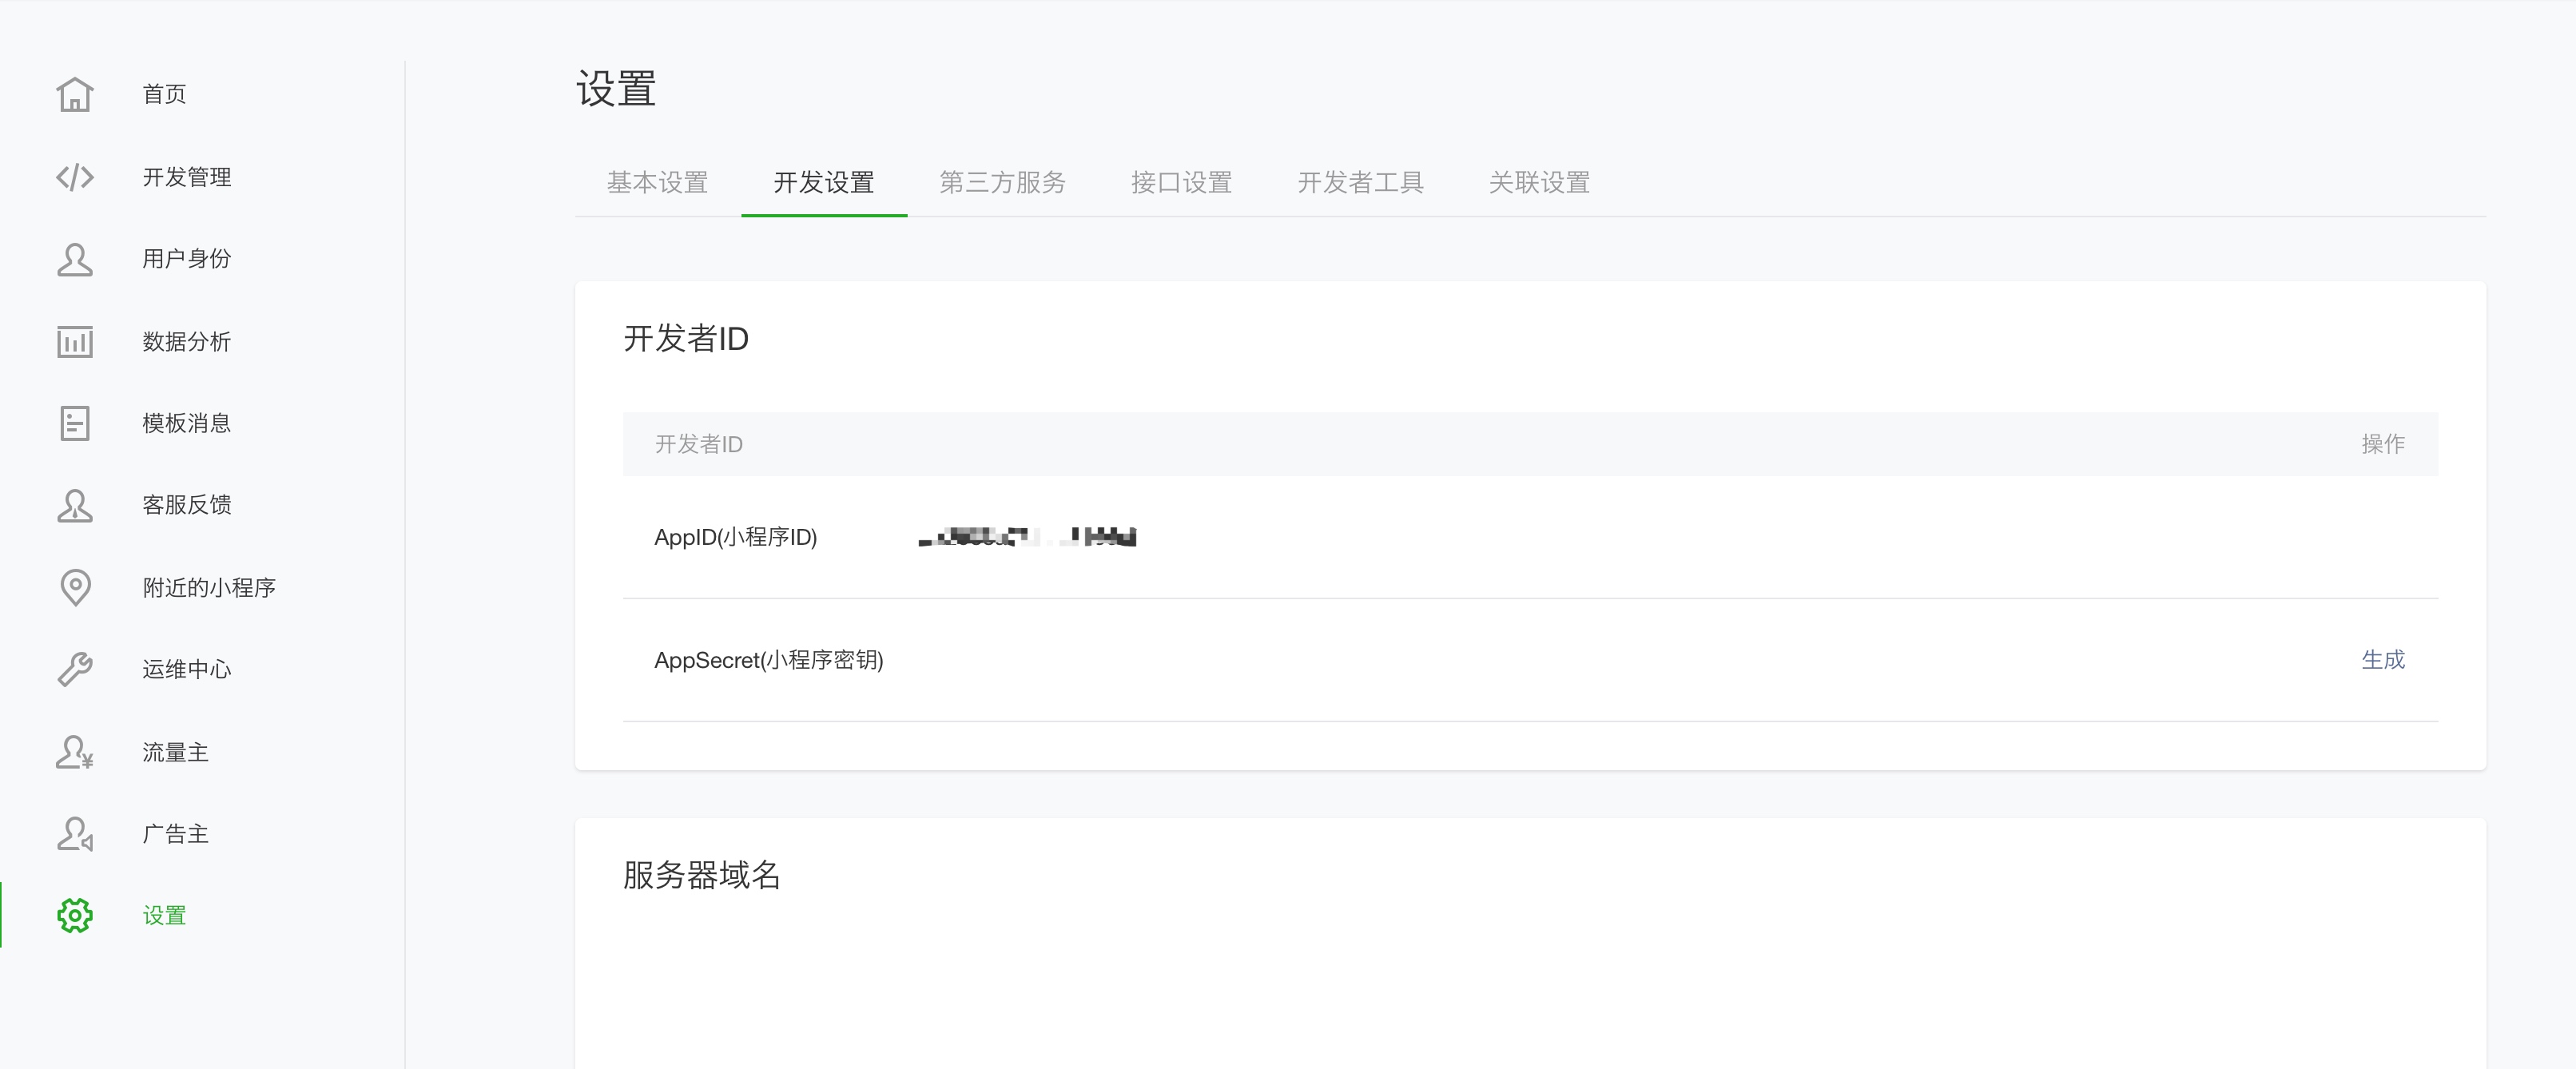 首页
开发管理
用户身份
数据分析
模板消息
客服反馈
附近的小程序
运维中心
流量主
广告主
设置
设置
基本设置 开发设置 第三方服务 接口设置 开发者工具 关联设置
开发者ID
开发者ID 操作
AppID(小程序ID)
AppSecret(小程序密钥) 生成
服务器域名